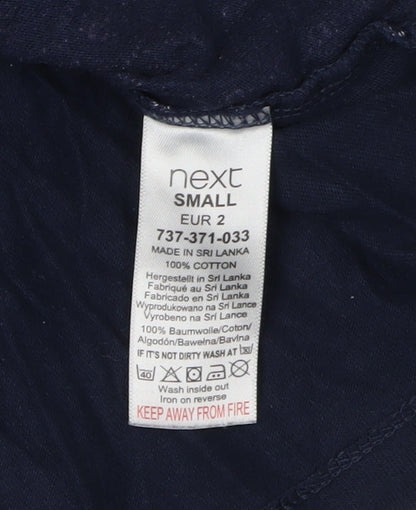 next
SMALL
EUR 2
737-371-033
MADE IN SRI LANKA
100% COTTON
Hergestellt in Sri Lanka
Fabriqué au Sri Lanka
Fabricado en Sri Lanka
Wyprodukowano na Sri Lance
Vyrobeno na Sri Lance
100% Baumwolle/Coton/
Algodón/Bawełna/Bavlna
IF IT'S NOT DIRTY WASH AT 30
40
Wash inside out
Iron on reverse
KEEP AWAY FROM FIRE